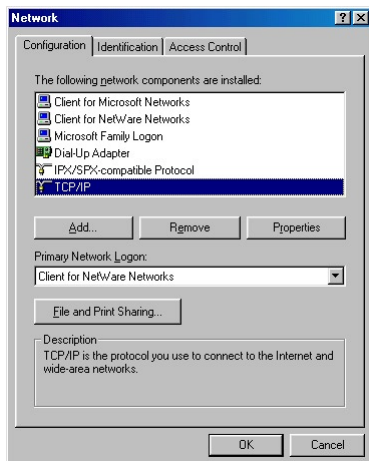 Network
Configuration Identification Access Control
The following network components are installed:
Client for Microsoft Networks
Client for NetWare Networks
Microsoft Family Logon
Dial-Up Adapter
IPX/SPX-compatible Protocol
TCP/IP
Add... Remove Properties
Primary Network Logon:
Client for NetWare Networks
File and Print Sharing...
Description
TCP/IP is the protocol you use to connect to the Internet and
wide-area networks.
OK Cancel